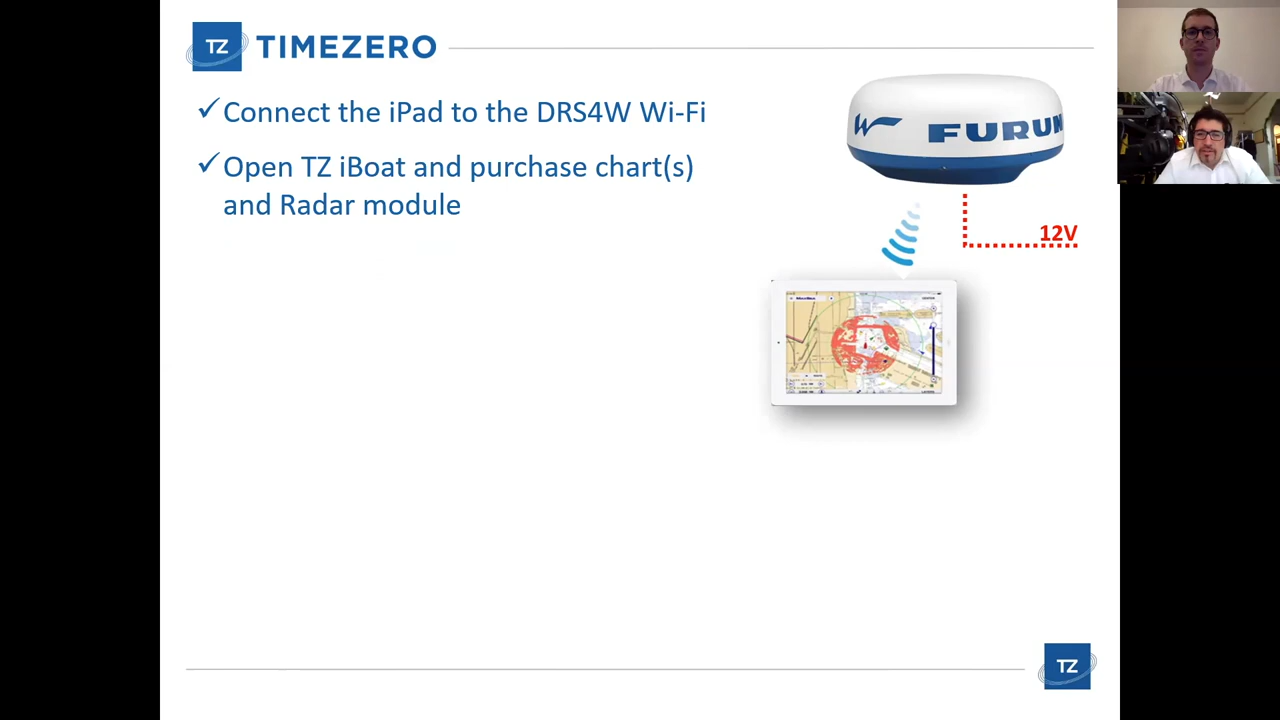 TZ TIMEZERO
✓ Connect the iPad to the DRS4W Wi-Fi
✓ Open TZ iBoat and purchase chart(s)
and Radar module
W FURUN
12V
TZ